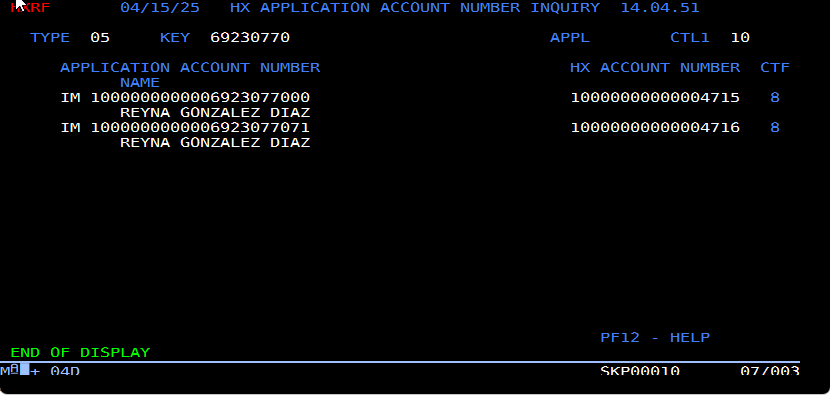 HXRF 04/15/25 HX APPLICATION ACCOUNT NUMBER INQUIRY 14.04.51
TYPE 05 KEY 69230770 APPL CTL1 10
APPLICATION ACCOUNT NUMBER HX ACCOUNT NUMBER CTF
NAME
IM 1000000000006923077000 10000000000004715 8
REYNA GONZALEZ DIAZ
IM 1000000000006923077071 10000000000004716 8
REYNA GONZALEZ DIAZ
PF12 - HELP
END OF DISPLAY
+ 04D SKP00010 07/003